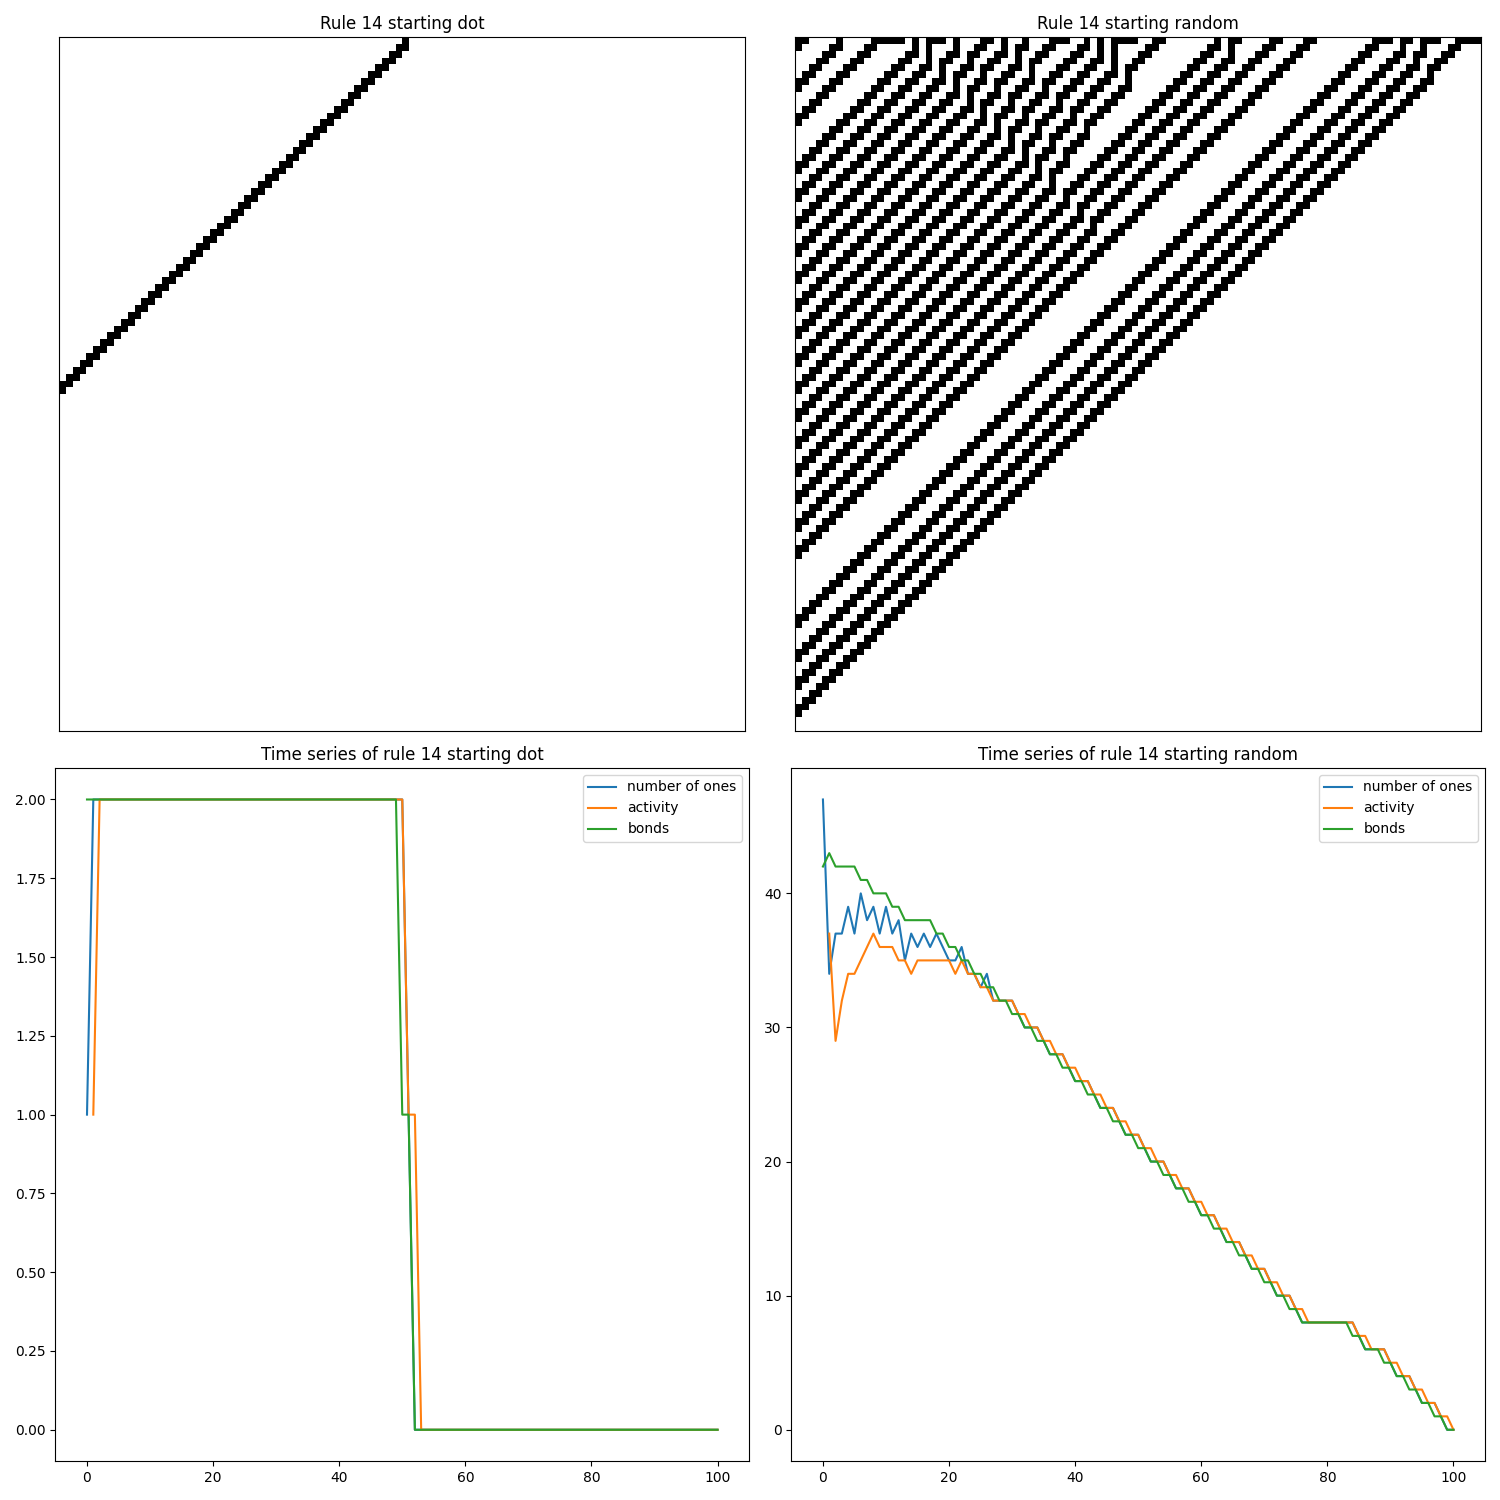 Rule 14 starting dot
Rule 14 starting random
Time series of rule 14 starting dot
2.00
1.75
1.50
1.25
1.00
0.75
0.50
0.25
0.00
0 20 40 60 80 100
number of ones
activity
bonds
Time series of rule 14 starting random
40
30
20
10
0
0 20 40 60 80 100
number of ones
activity
bonds